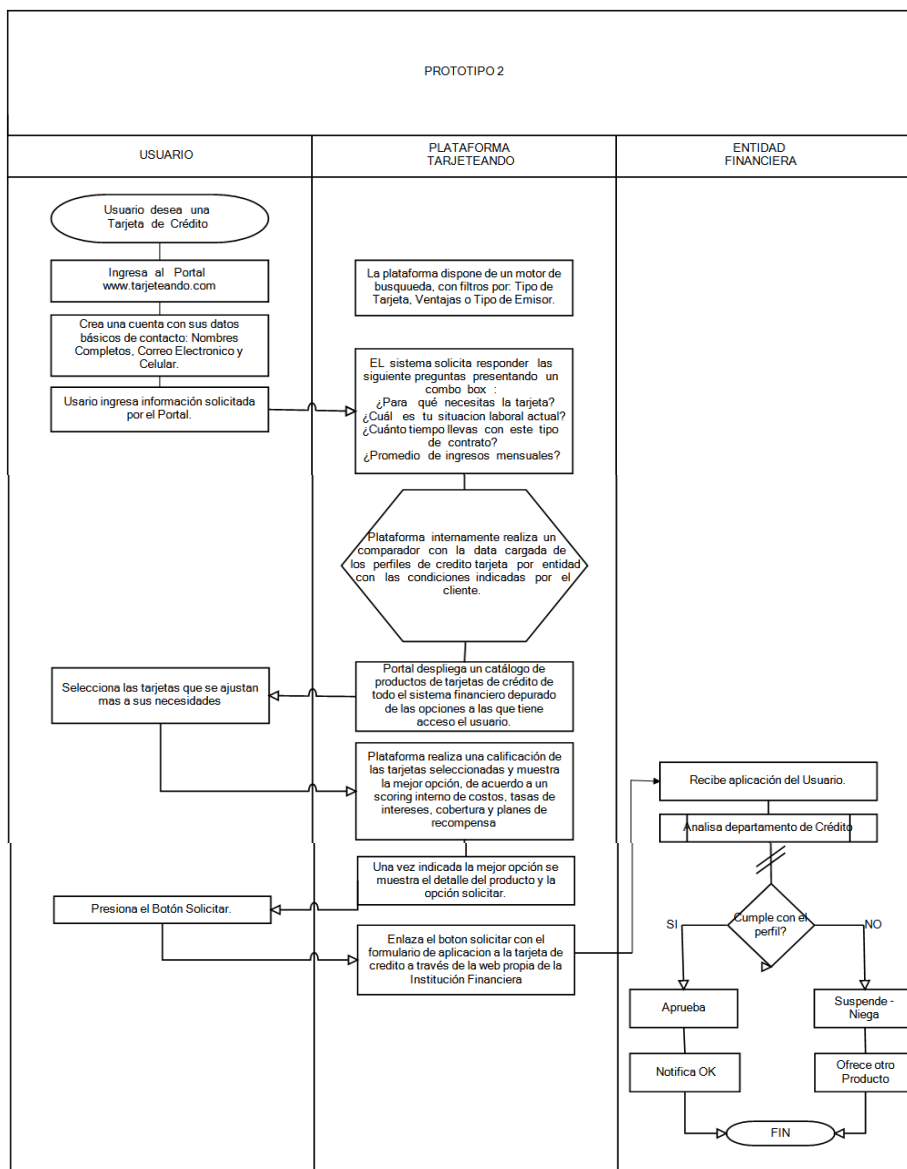 PROTOTIPO 2
USUARIO
PLATAFORMA
TARJETEANDO
ENTIDAD
FINANCIERA
Usuario desea una
Tarjeta de Crédito
Ingresa al Portal
www.tarjeteando.com
La plataforma dispone de un motor de
busquueda, con filtros por: Tipo de
Tarjeta, Ventajas o Tipo de Emisor.
Crea una cuenta con sus datos
básicos de contacto: Nombres
Completos, Correo Electronico y
Celular.
Usario ingresa información solicitada
por el Portal.
EL sistema solicita responder las
siguiente preguntas presentando un
combo box :
¿Para qué necesitas la tarjeta?
¿Cuál es tu situacion laboral actual?
¿Cuánto tiempo llevas con este tipo
de contrato?
¿Promedio de ingresos mensuales?
Plataforma internamente realiza un
comparador con la data cargada de
los perfiles de credito tarjeta por entidad
con las condiciones indicadas por el
cliente.
Portal despliega un catálogo de
productos de tarjetas de crédito de
todo el sistema financiero depurado
de las opciones a las que tiene
acceso el usuario.
Selecciona las tarjetas que se ajustan
mas a sus necesidades
Plataforma realiza una calificación de
las tarjetas seleccionadas y muestra
la mejor opción, de acuerdo a un
scoring interno de costos, tasas de
intereses, cobertura y planes de
recompensa
Recibe aplicación del Usuario.
Analisa departamento de Crédito
Una vez indicada la mejor opción se
muestra el detalle del producto y la
opción solicitar.
Presiona el Botón Solicitar.
Enlaza el boton solicitar con el
formulario de aplicacion a la tarjeta de
credito a través de la web propia de la
Institución Financiera
SI
Cumple con el
perfil?
NO
Aprueba
Suspende -
Niega
Notifica OK
Ofrece otro
Producto
FIN